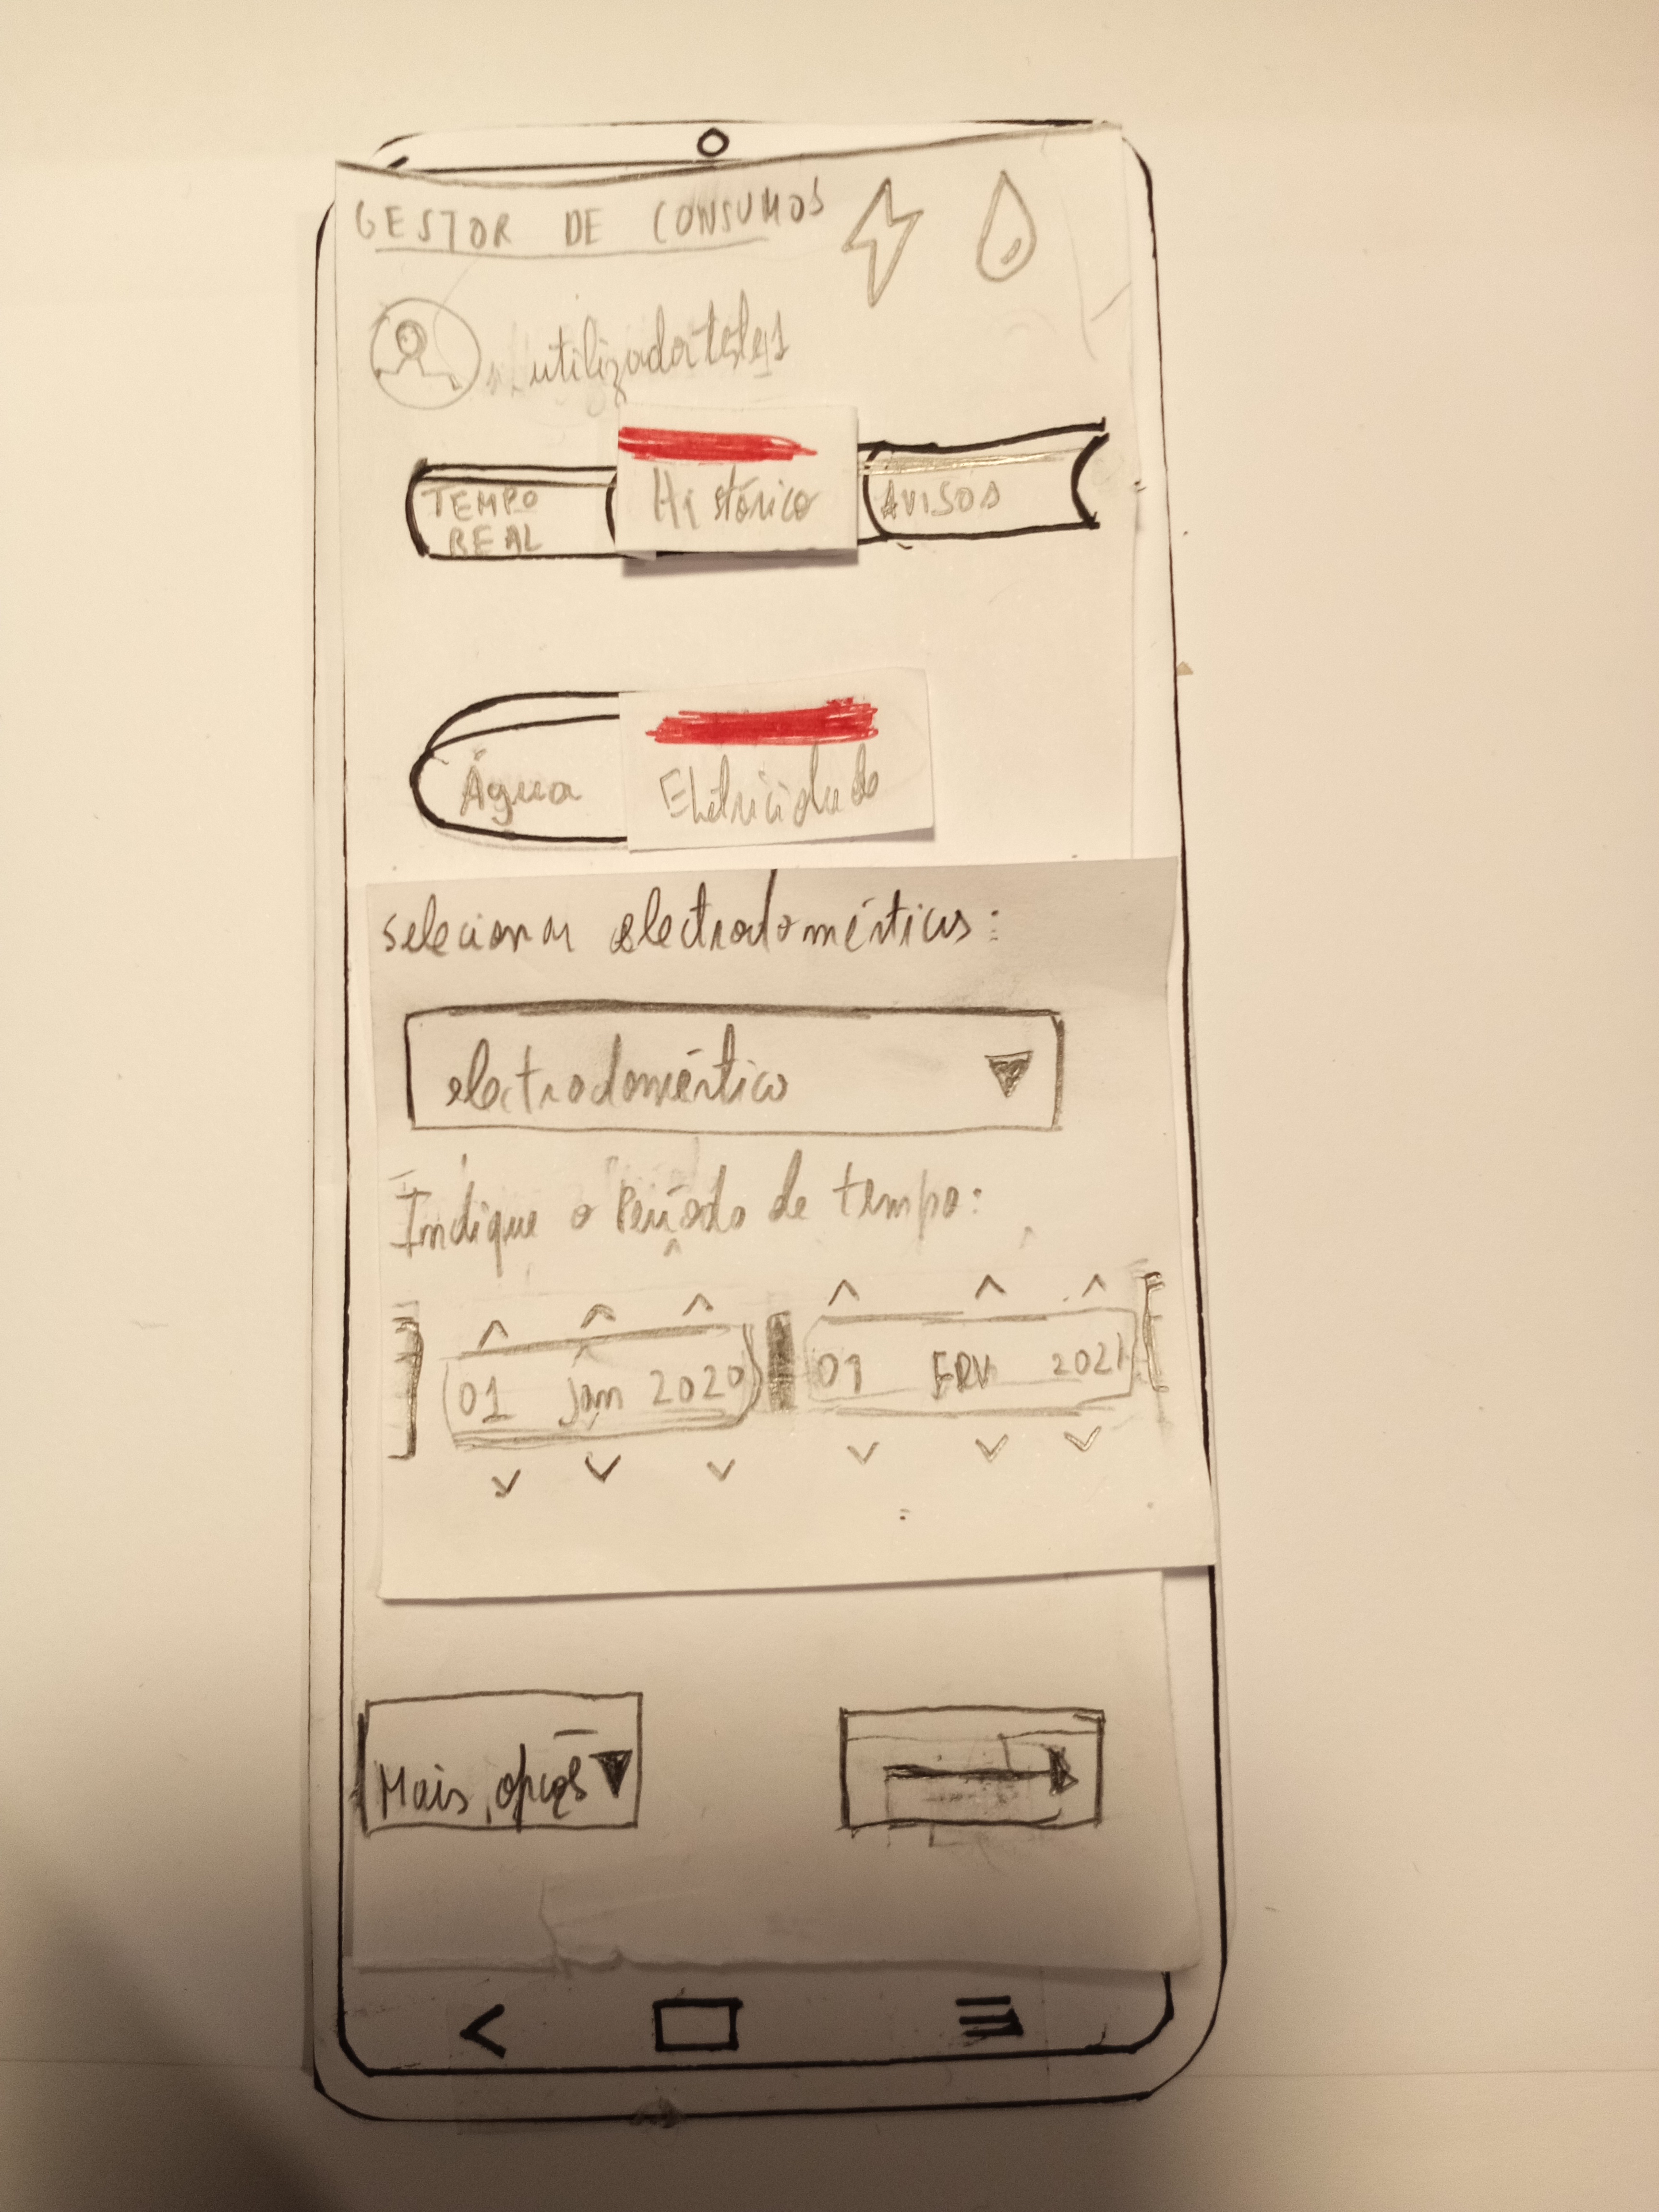 GESTOR DE CONSUMOS
utilizadorteste1
TEMPO REAL
Histórico
AVISOS
Água
Eletricidade
selecionar electrodomésticos:
electrodoméstico
Indique o Período de tempo:
01 Jan 2020
01 FEV 2021
Mais opções